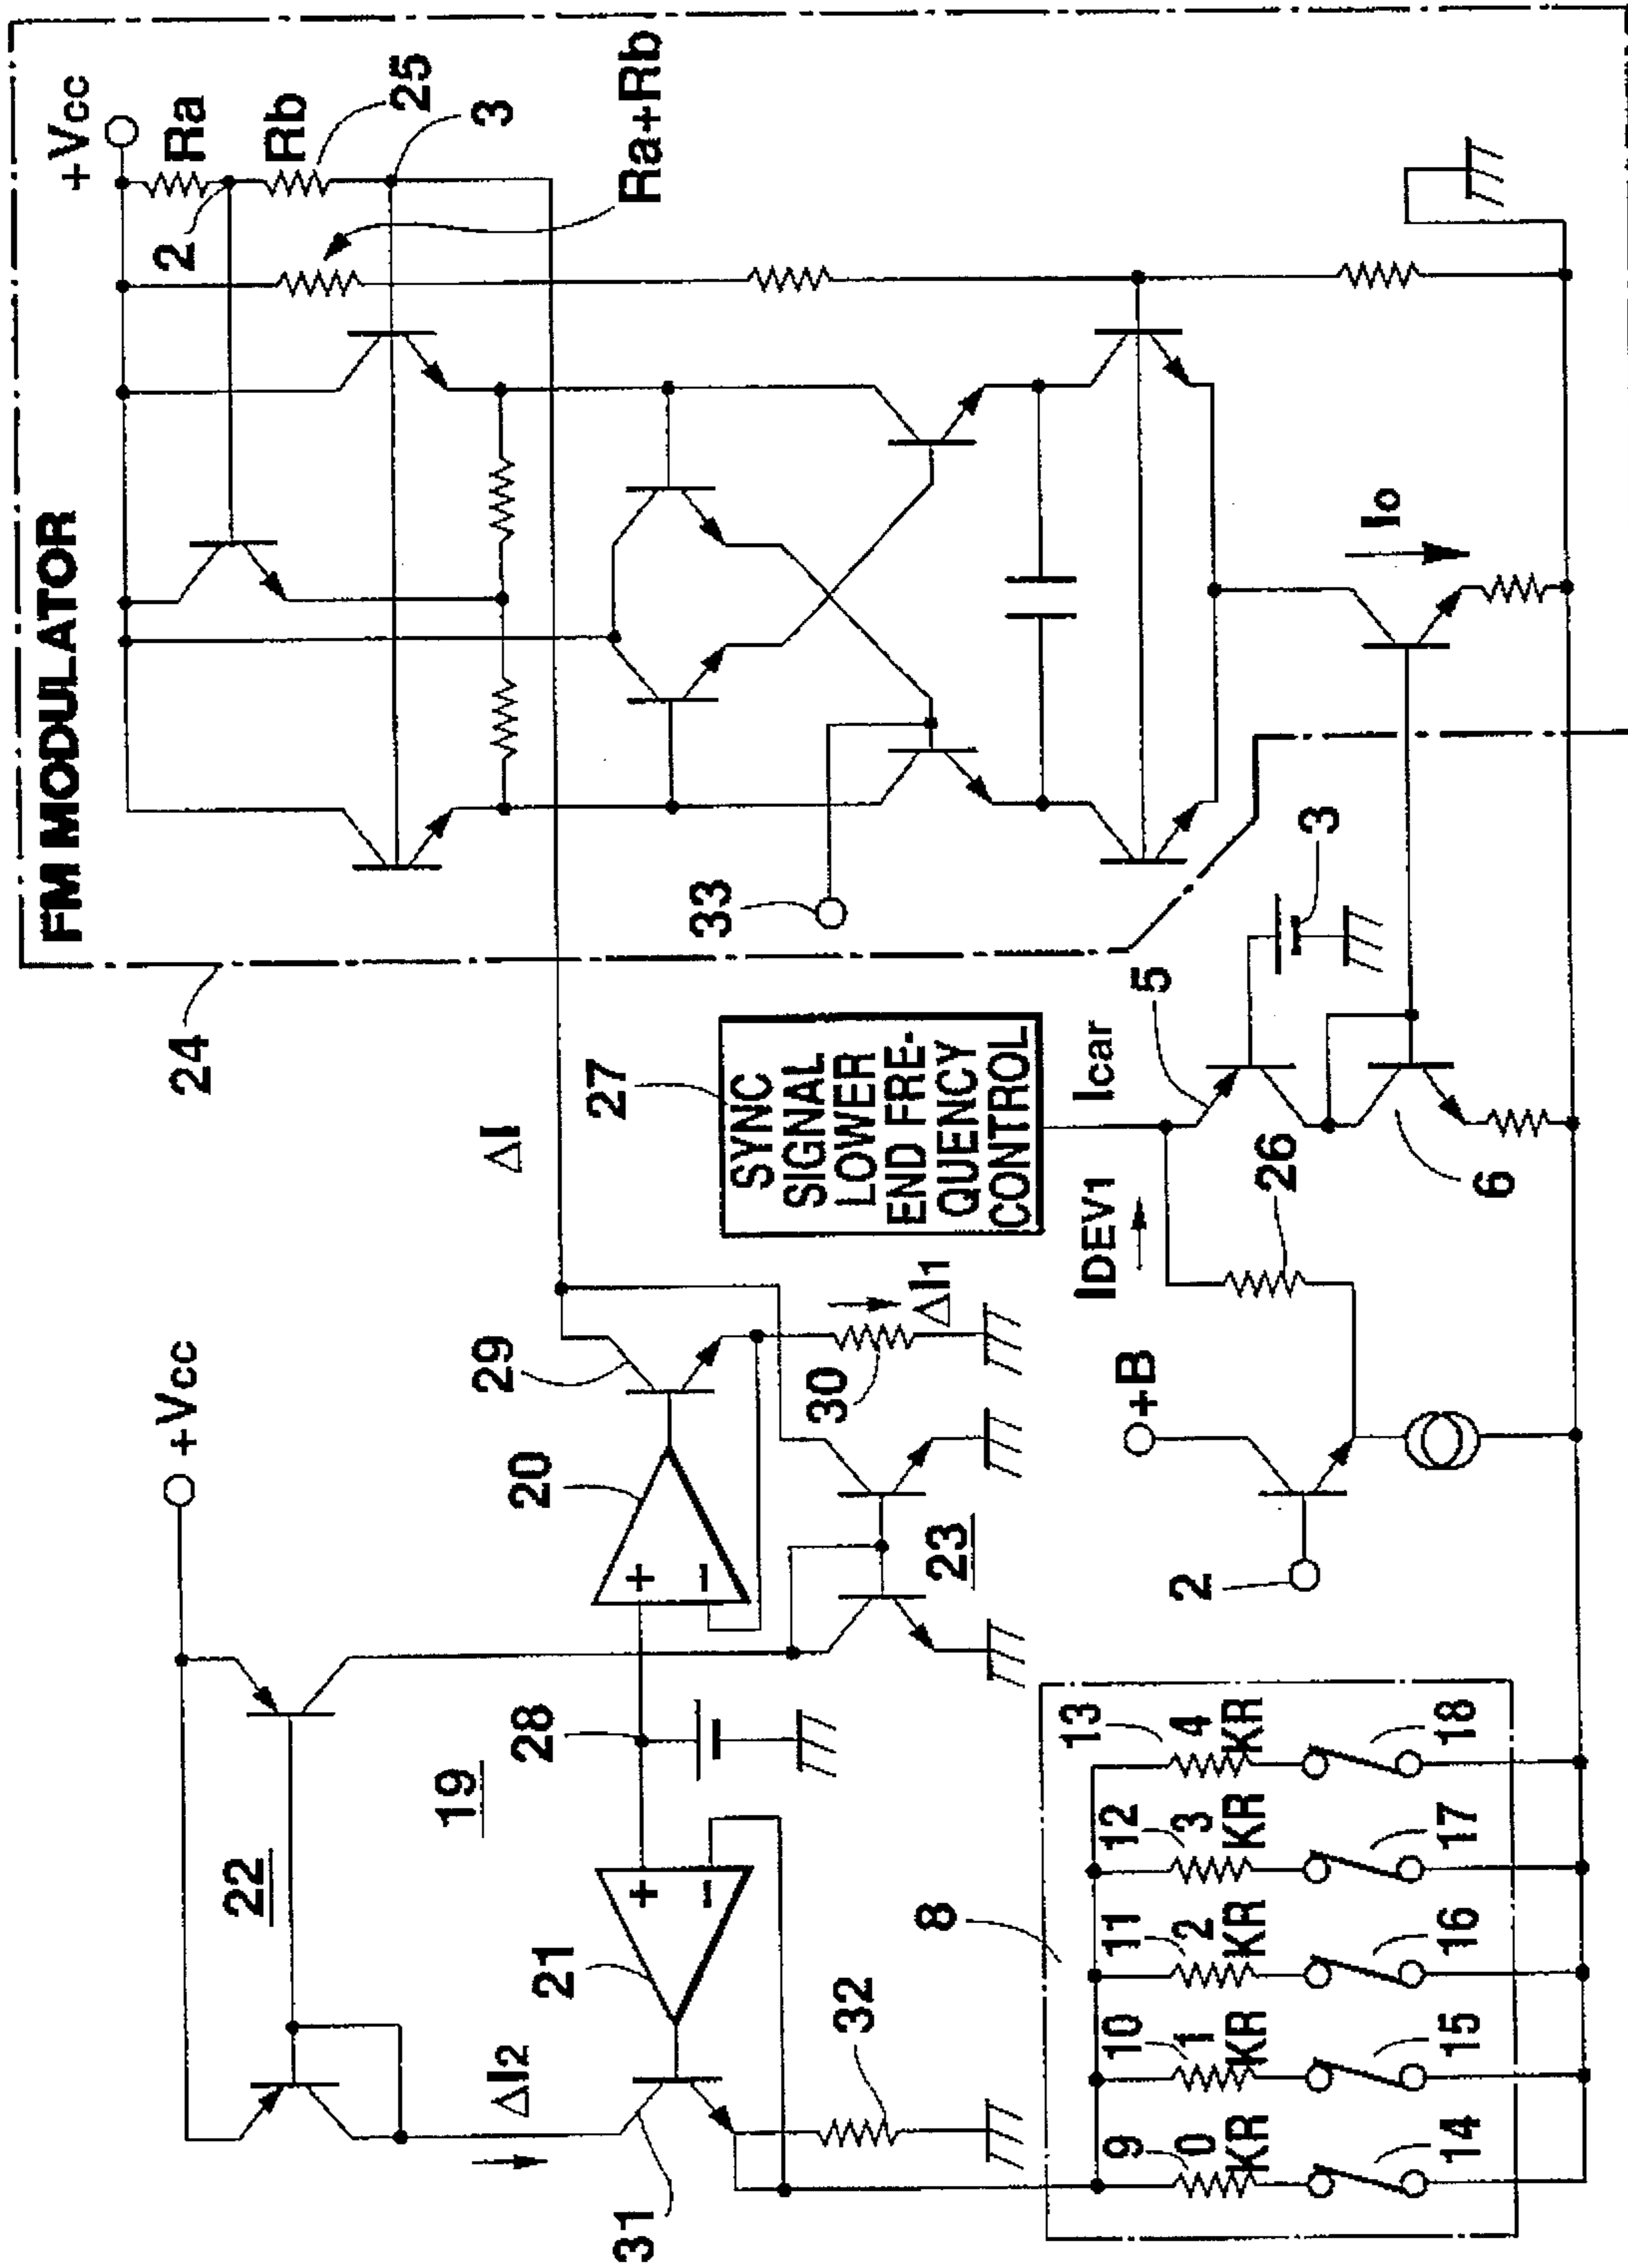 FM MODULATOR
24
+Vcc
Ra
2
Rb
25
3
Ra+Rb
33
Io
+Vcc
22
19
ΔI2
31
21
32
28
20
29
23
30
ΔI1
ΔI
27
SYNC
SIGNAL
LOWER
END FRE-
QUENCY
CONTROL
Icar
5
3
6
IDEV1
26
+B
2
8
9
10
11
12
13
0
KR
1
KR
2
KR
3
KR
4
KR
14
15
16
17
18
+
−
+
−